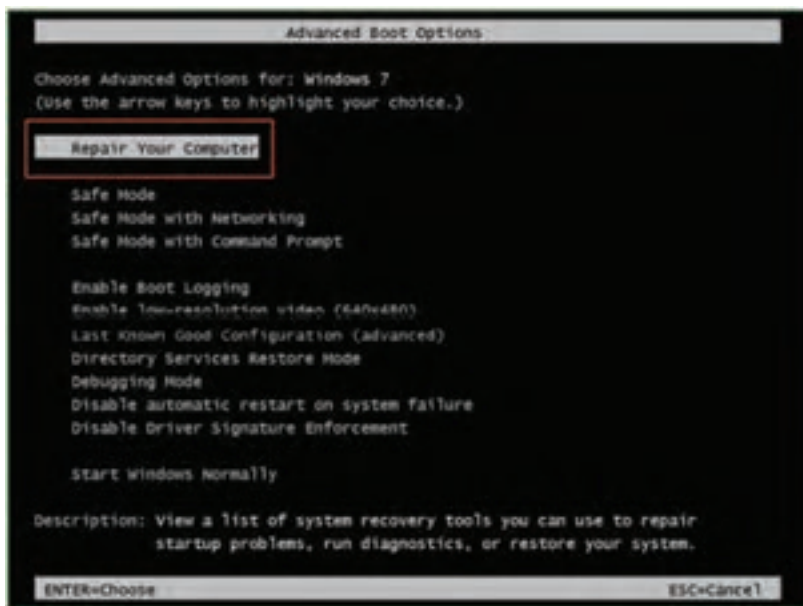 Advanced Boot Options
Choose Advanced Options for: Windows 7
(Use the arrow keys to highlight your choice.)
Repair Your Computer
Safe Mode
Safe Mode with Networking
Safe Mode with Command Prompt
Enable Boot Logging
Enable low-resolution video (640x480)
Last Known Good Configuration (advanced)
Directory Services Restore Mode
Debugging Mode
Disable automatic restart on system failure
Disable Driver Signature Enforcement
Start Windows Normally
Description: View a list of system recovery tools you can use to repair
startup problems, run diagnostics, or restore your system.
ENTER=Choose
ESC=Cancel